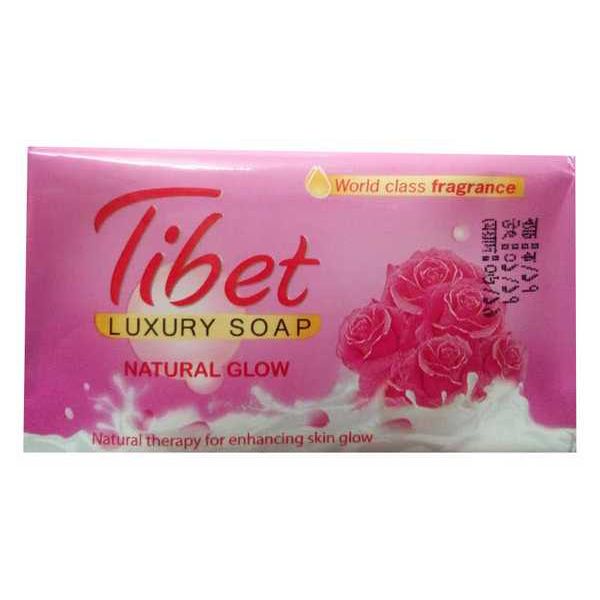 World class fragrance
Tibet
LUXURY SOAP
NATURAL GLOW
Natural therapy for enhancing skin glow